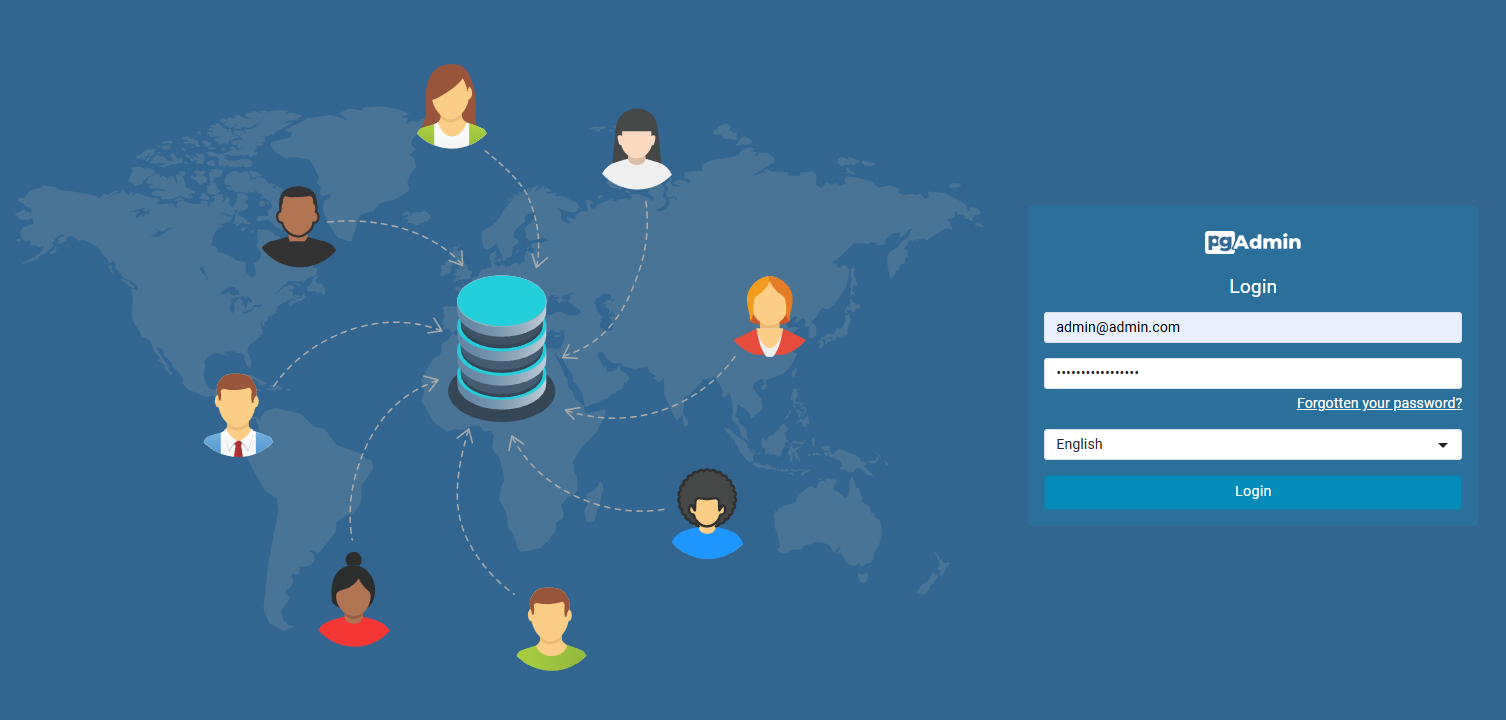 pgAdmin
Login
admin@admin.com
•••••••••••••••••
Forgotten your password?
English
Login